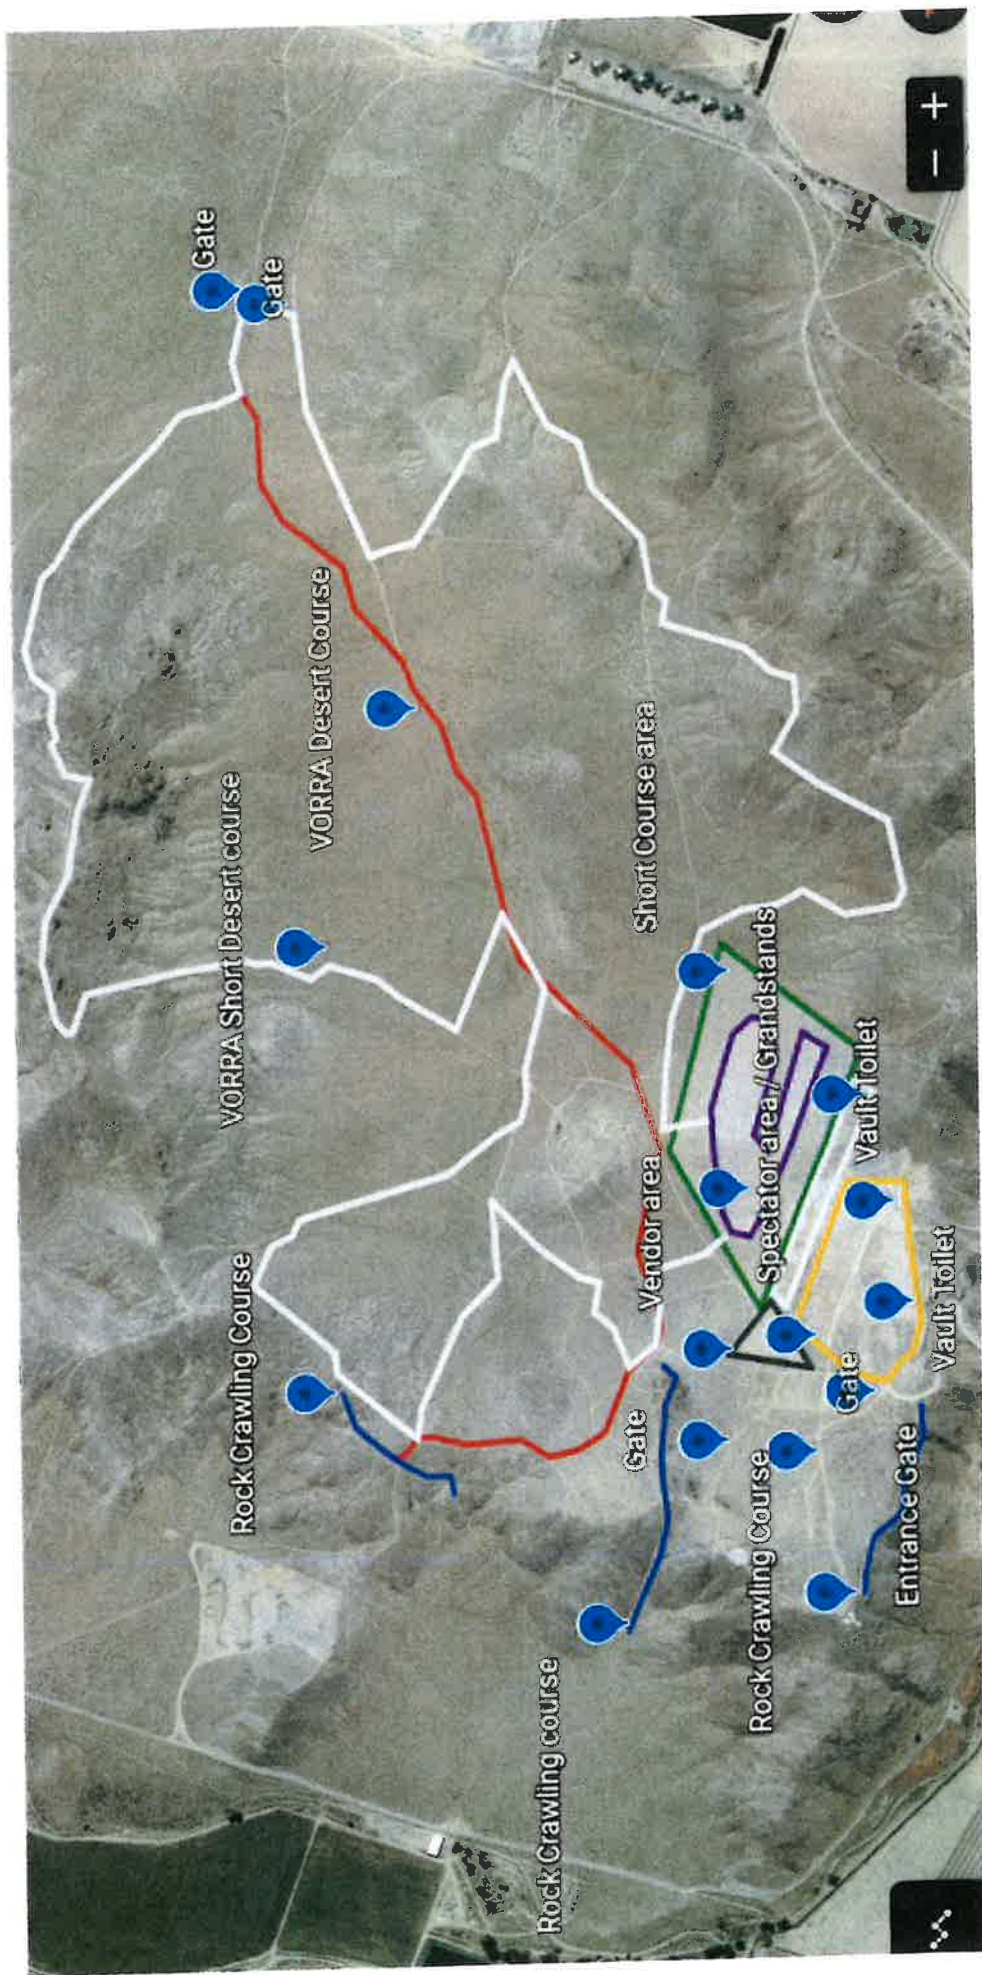 Gate
VORRA Short Desert course
Rock Crawling Course
Gate
VORRA Desert Course
Rock Crawling course
Gate
Short Course area
Vendor area
Rock Crawling Course
Spectator area / Grandstands
Gate
Vault Toilet
Entrance Gate
Vault Toilet
− +